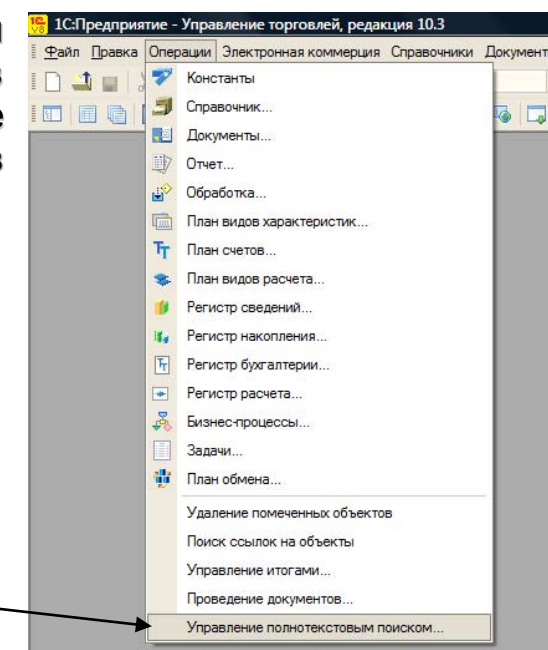 1С:Предприятие - Управление торговлей, редакция 10.3
Файл Правка Операции Электронная коммерция Справочники Документ
Константы
Справочник...
Документы...
Отчет...
Обработка...
План видов характеристик...
План счетов...
План видов расчета...
Регистр сведений...
Регистр накопления...
Регистр бухгалтерии...
Регистр расчета...
Бизнес-процессы...
Задачи...
План обмена...
Удаление помеченных объектов
Поиск ссылок на объекты
Управление итогами...
Проведение документов...
Управление полнотекстовым поиском...